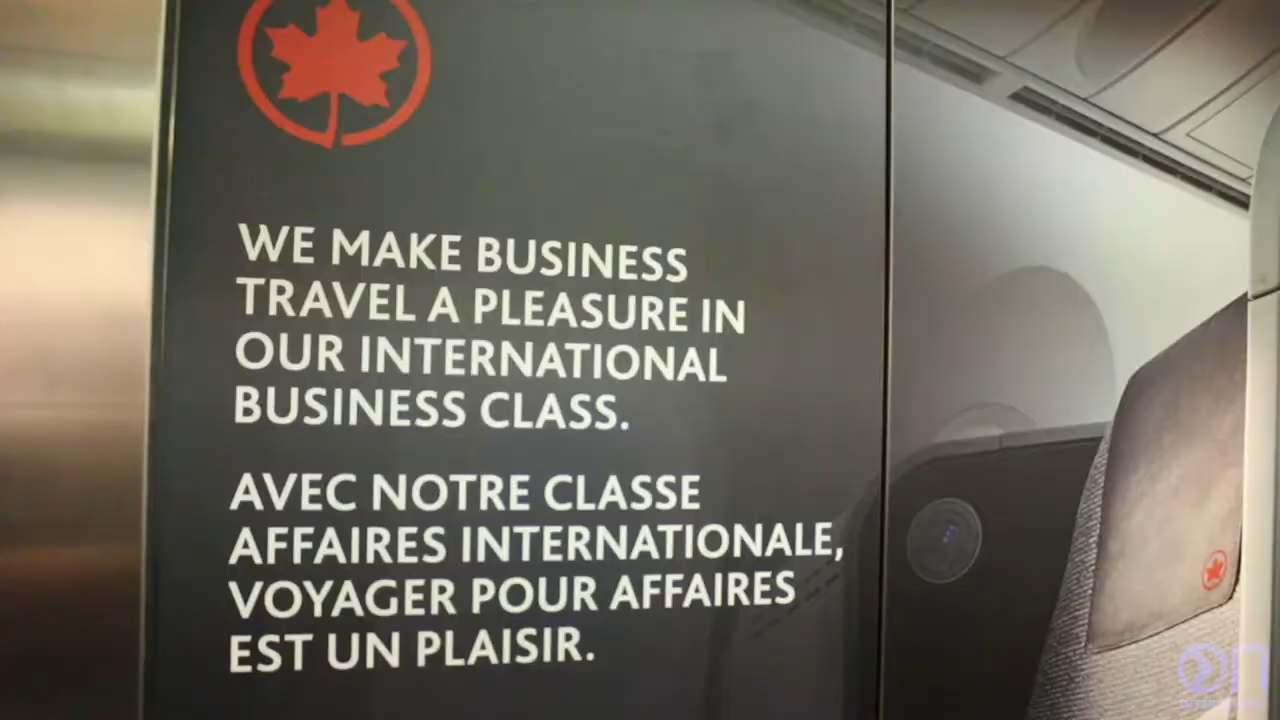 WE MAKE BUSINESS
TRAVEL A PLEASURE IN
OUR INTERNATIONAL
BUSINESS CLASS.
AVEC NOTRE CLASSE
AFFAIRES INTERNATIONALE,
VOYAGER POUR AFFAIRES
EST UN PLAISIR.